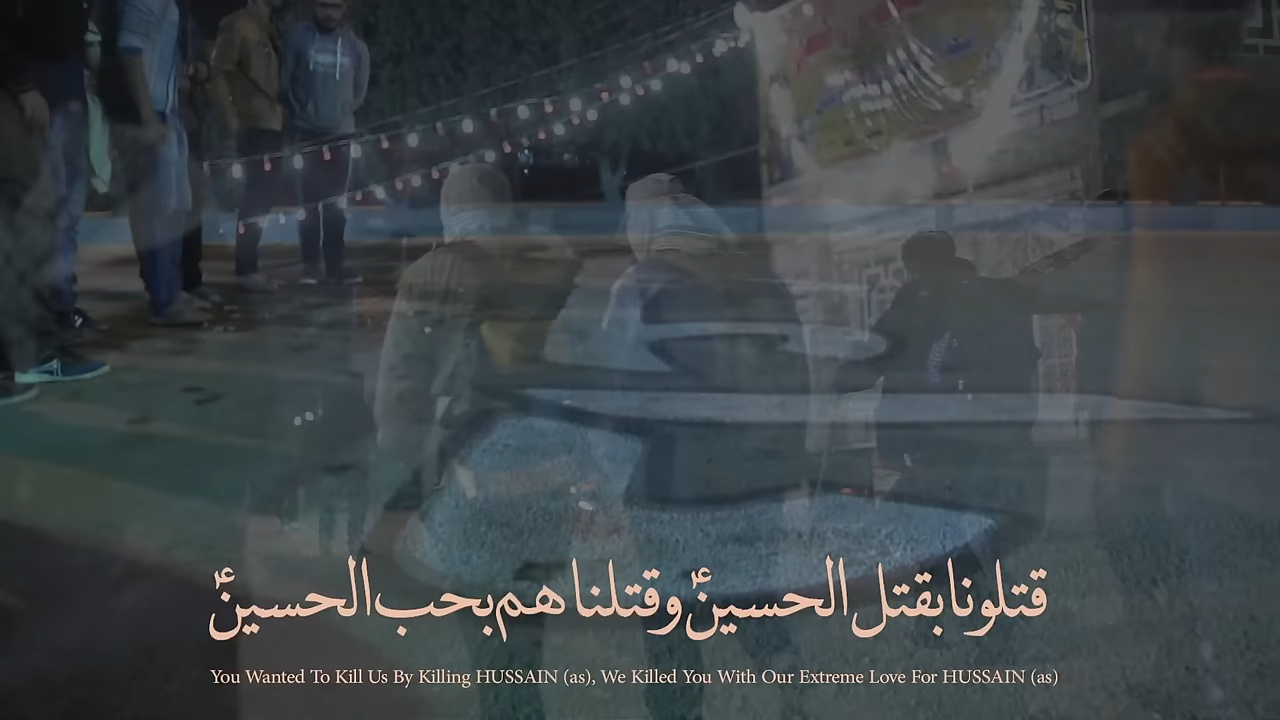 قتلونا بقتل الحسينؑ وقتلنا هم بحب الحسينؑ
You Wanted To Kill Us By Killing HUSSAIN (as), We Killed You With Our Extreme Love For HUSSAIN (as)